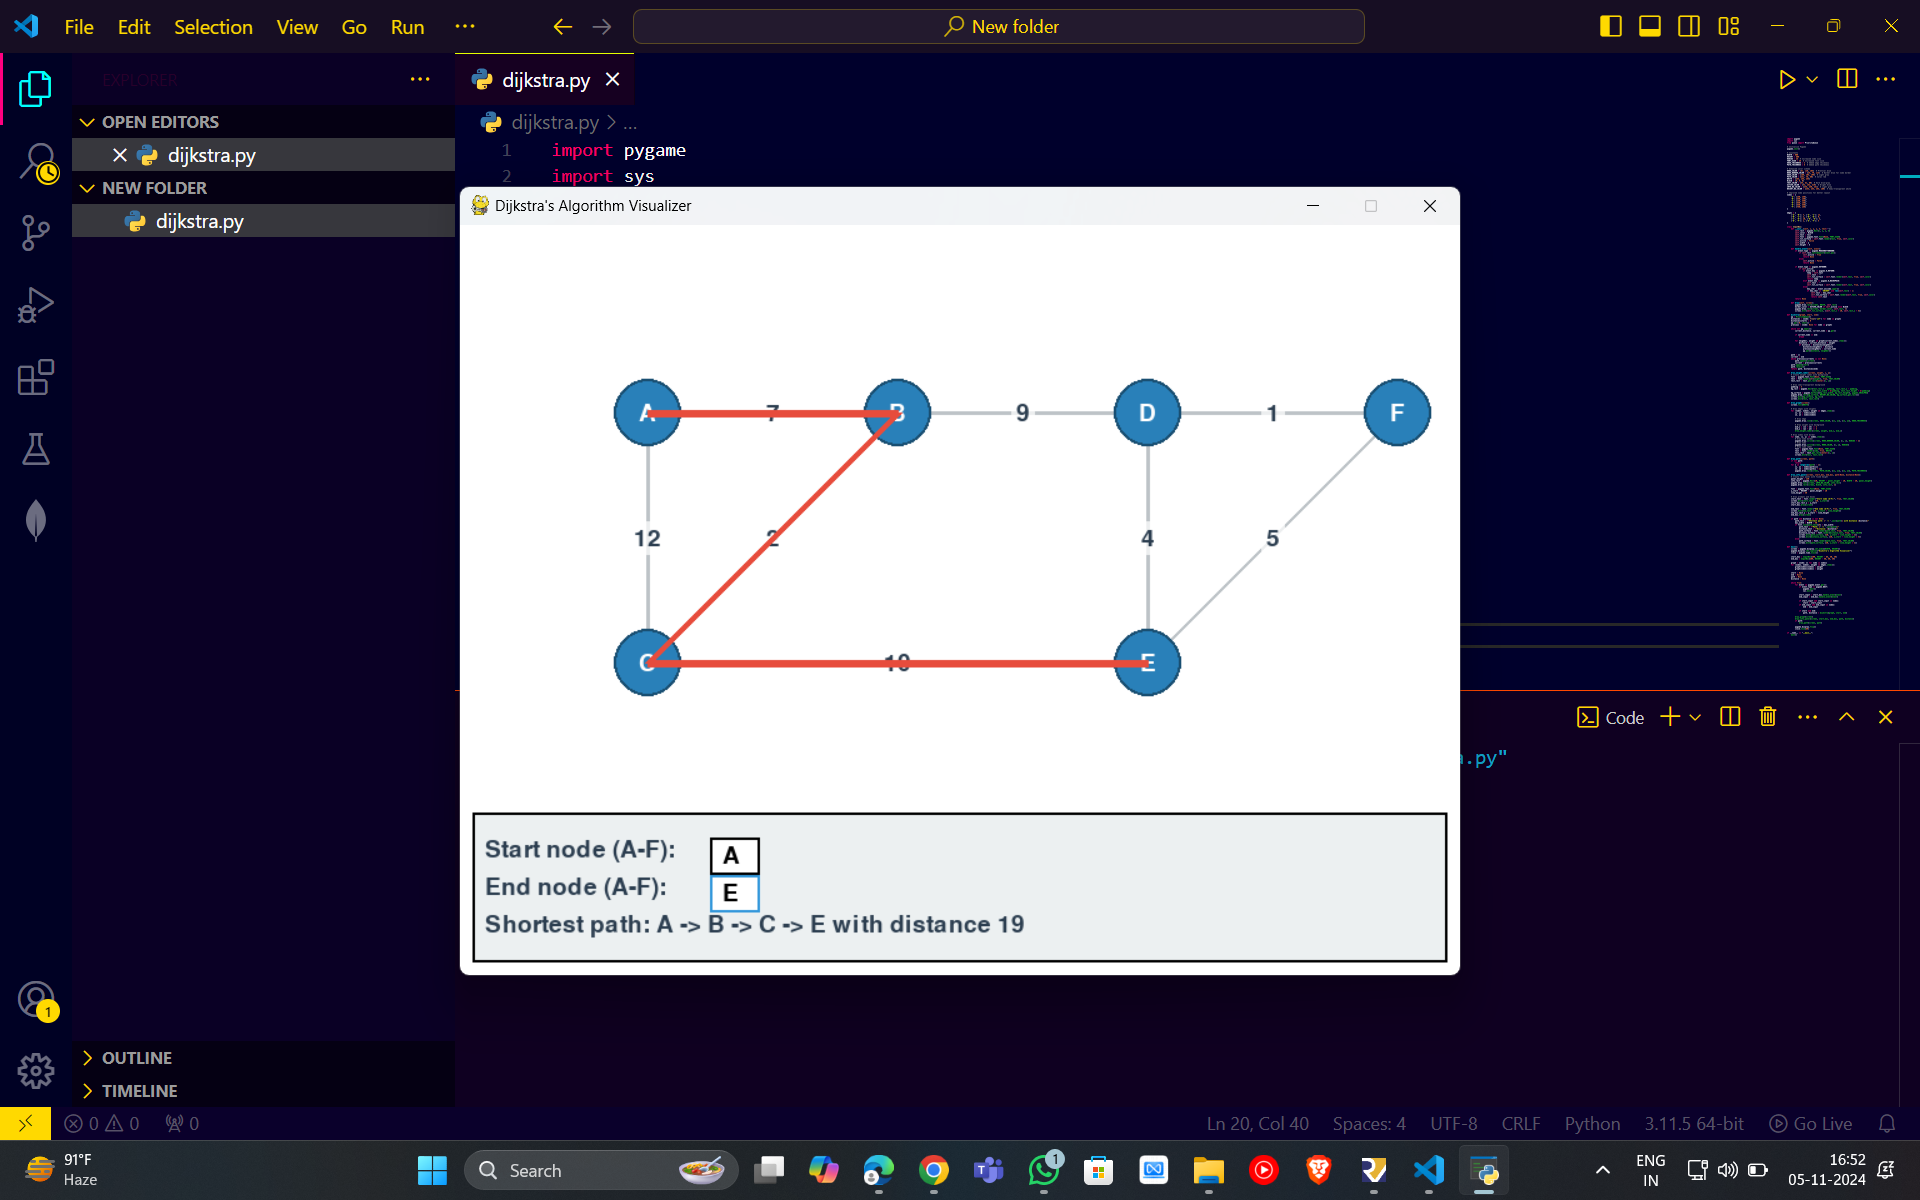 File Edit Selection View Go Run ...
New folder
EXPLORER
...
dijkstra.py
OPEN EDITORS
dijkstra.py
NEW FOLDER
dijkstra.py
dijkstra.py > ...
1 import pygame
2 import sys
Dijkstra's Algorithm Visualizer
A 7 B 9 D 1 F
12 2 4 5
C 10 E
Code
a.py"
Start node (A-F): A
End node (A-F): E
Shortest path: A -> B -> C -> E with distance 19
1
OUTLINE
TIMELINE
0 0 0
Ln 20, Col 40 Spaces: 4 UTF-8 CRLF Python 3.11.5 64-bit Go Live
91°F
Haze
Search
1
ENG
IN
16:52
05-11-2024